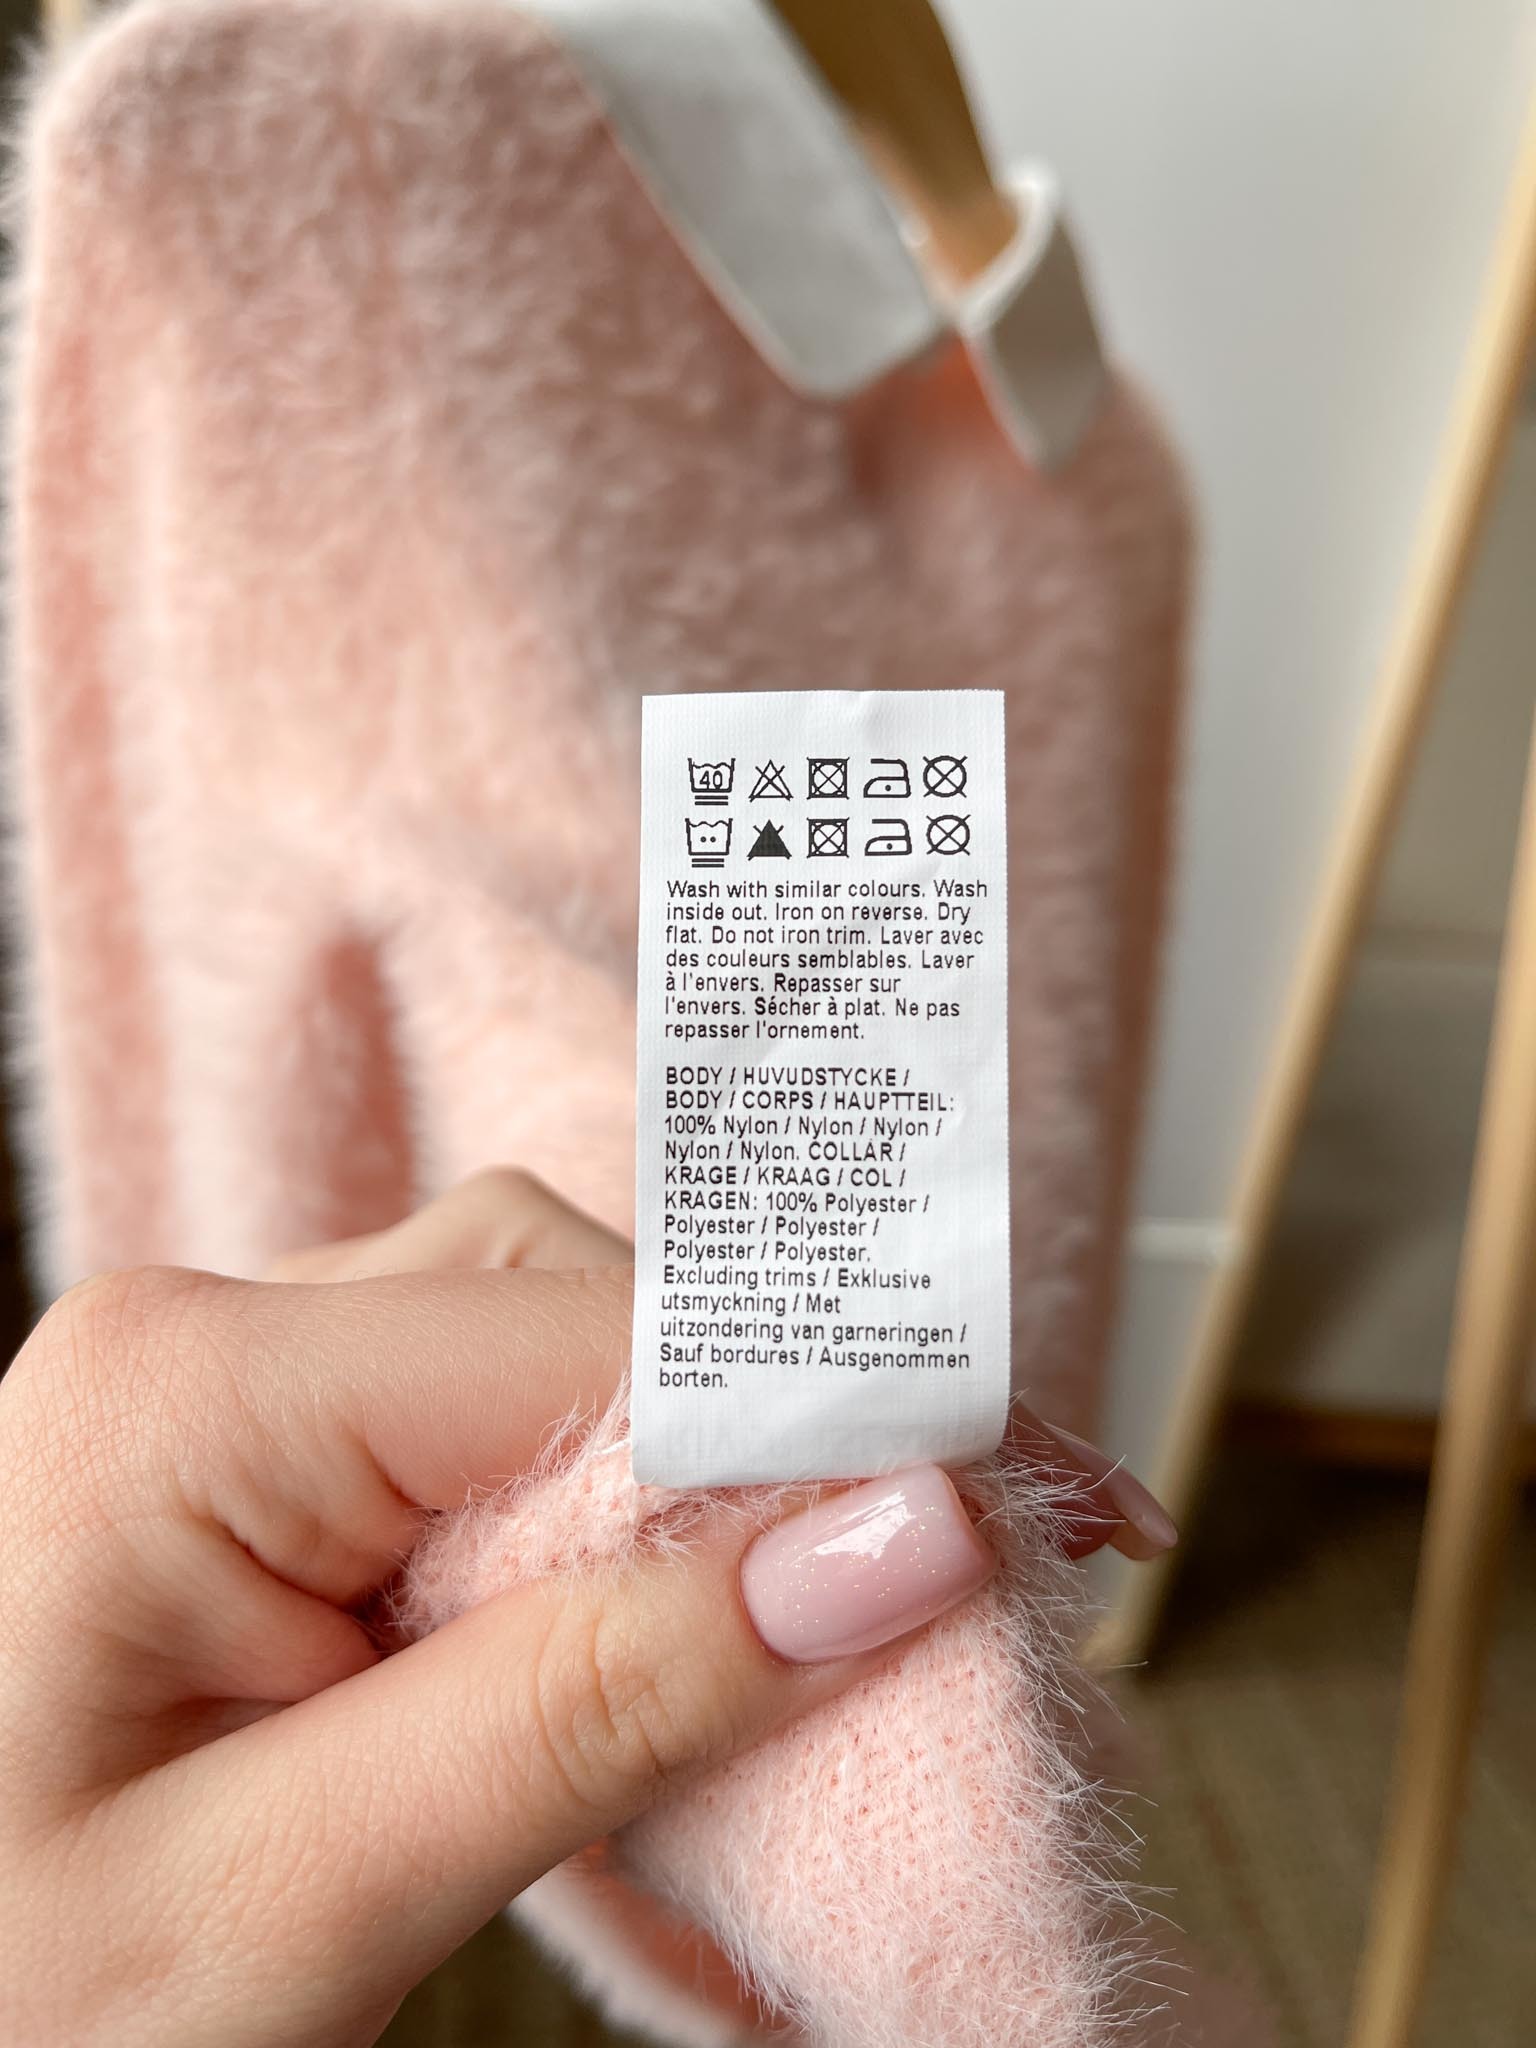 40
Wash with similar colours. Wash
inside out. Iron on reverse. Dry
flat. Do not iron trim. Laver avec
des couleurs semblables. Laver
à l'envers. Repasser sur
l'envers. Sécher à plat. Ne pas
repasser l'ornement.
BODY / HUVUDSTYCKE /
BODY / CORPS / HAUPTTEIL:
100% Nylon / Nylon / Nylon /
Nylon / Nylon. COLLAR /
KRAGE / KRAAG / COL /
KRAGEN: 100% Polyester /
Polyester / Polyester /
Polyester / Polyester.
Excluding trims / Exklusive
utsmyckning / Met
uitzondering van garneringen /
Sauf bordures / Ausgenommen
borten.